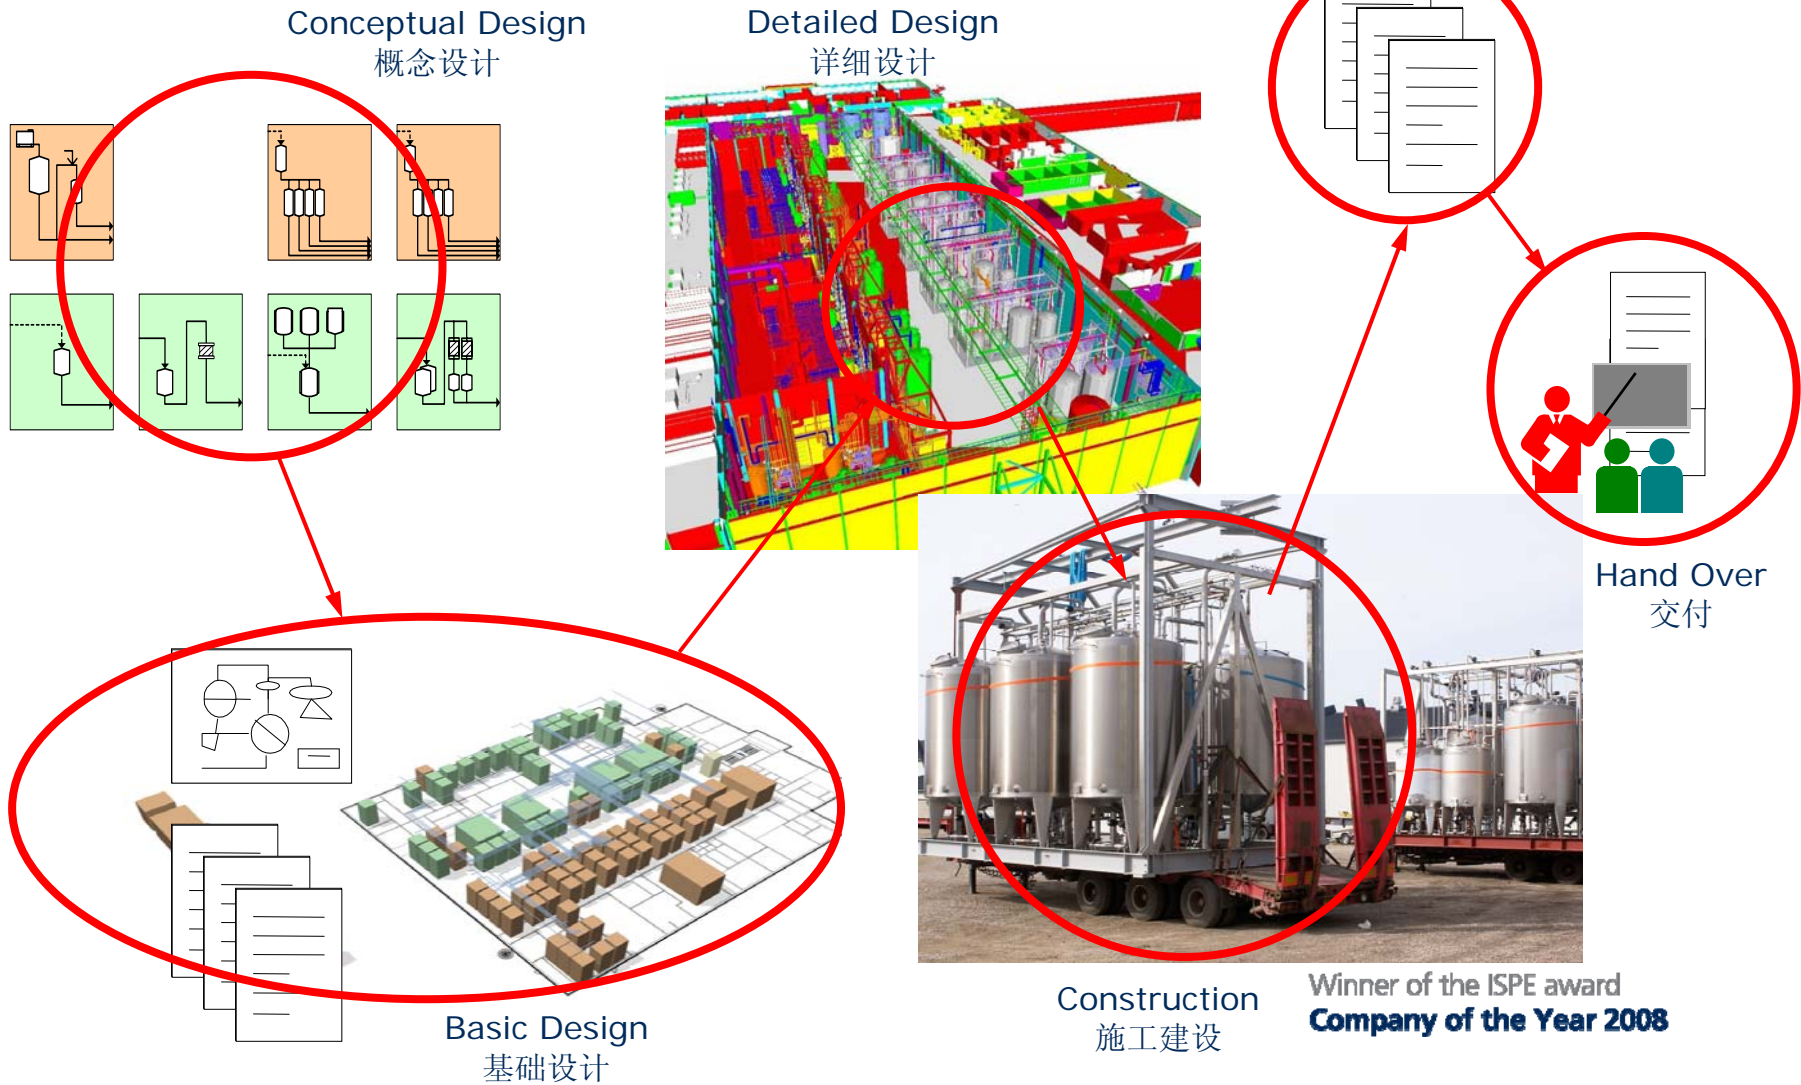 Conceptual Design
概念设计
Detailed Design
详细设计
Hand Over
交付
Basic Design
基础设计
Construction
施工建设
Winner of the ISPE award
Company of the Year 2008